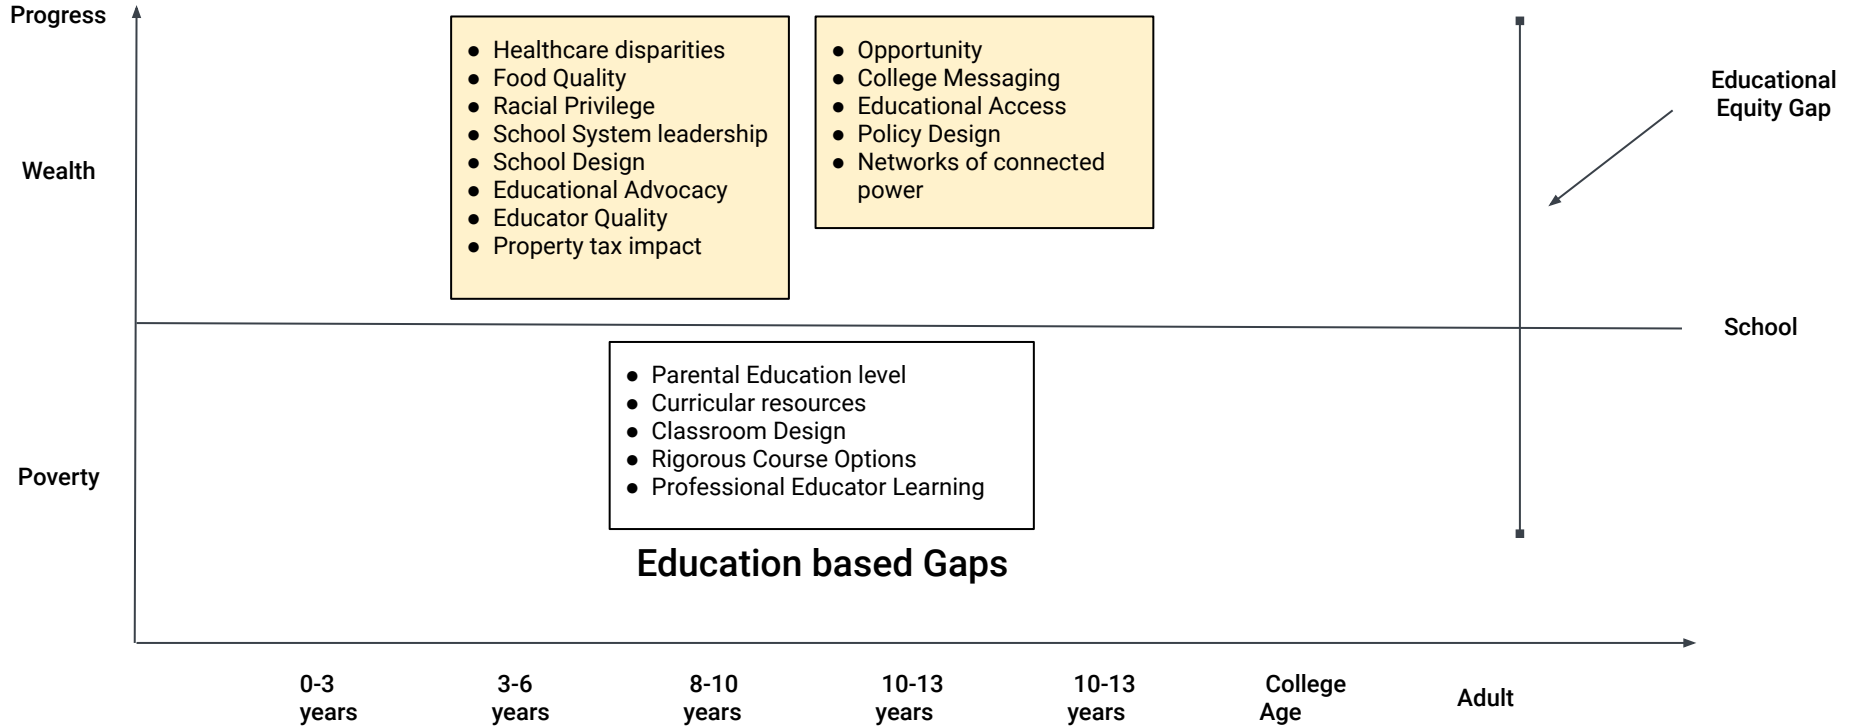 Progress
Wealth
Poverty
● Healthcare disparities
● Food Quality
● Racial Privilege
● School System leadership
● School Design
● Educational Advocacy
● Educator Quality
● Property tax impact
● Opportunity
● College Messaging
● Educational Access
● Policy Design
● Networks of connected
power
Educational
Equity Gap
School
● Parental Education level
● Curricular resources
● Classroom Design
● Rigorous Course Options
● Professional Educator Learning
Education based Gaps
0-3
years
3-6
years
8-10
years
10-13
years
10-13
years
College
Age
Adult